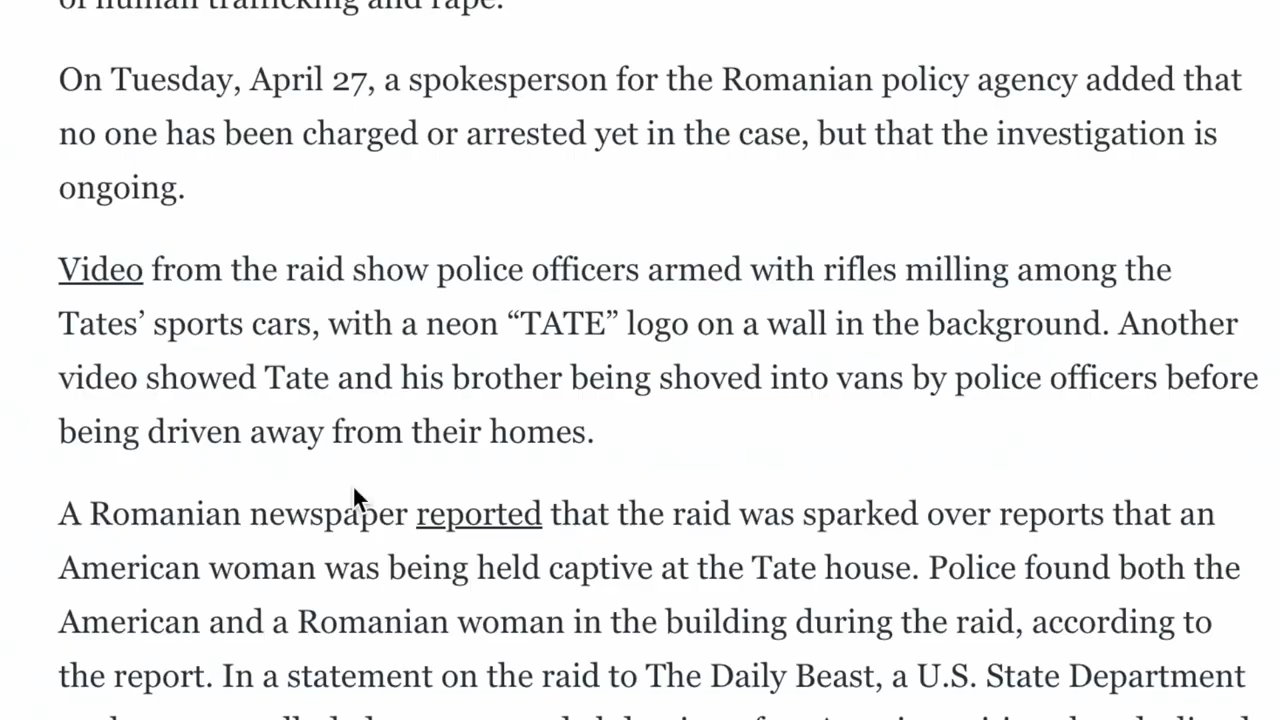 of human trafficking and rape.
On Tuesday, April 27, a spokesperson for the Romanian policy agency added that
no one has been charged or arrested yet in the case, but that the investigation is
ongoing.
Video from the raid show police officers armed with rifles milling among the
Tates’ sports cars, with a neon “TATE” logo on a wall in the background. Another
video showed Tate and his brother being shoved into vans by police officers before
being driven away from their homes.
A Romanian newspaper reported that the raid was sparked over reports that an
American woman was being held captive at the Tate house. Police found both the
American and a Romanian woman in the building during the raid, according to
the report. In a statement on the raid to The Daily Beast, a U.S. State Department